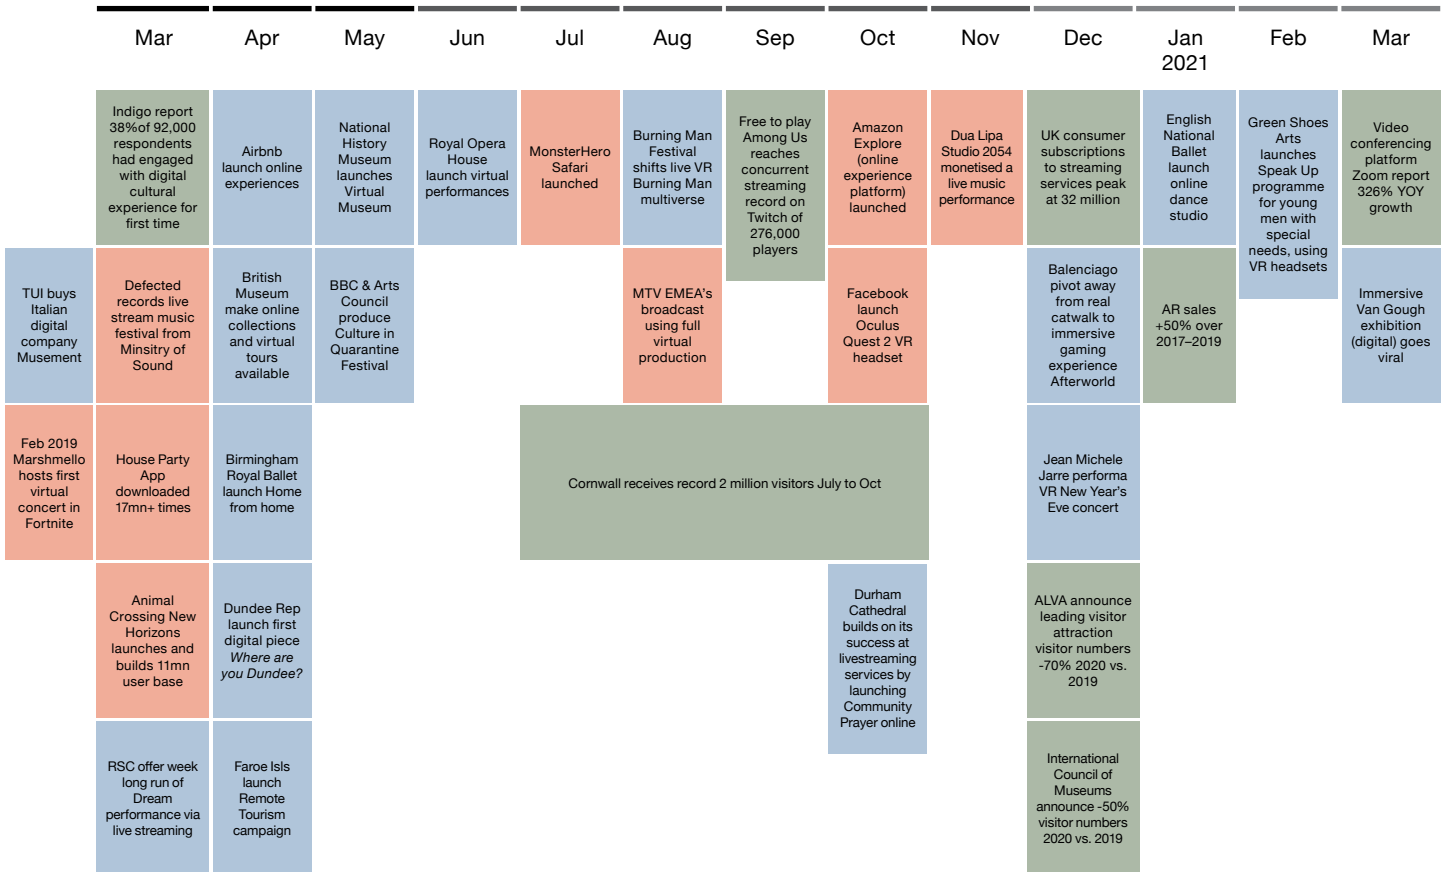 Mar
Apr
May
Jun
Jul
Aug
Sep
Oct
Nov
Dec
Jan
2021
Feb
Mar
Indigo report
38%of 92,000
respondents
had engaged
with digital
cultural
experience for
first time
Airbnb
launch online
experiences
National
History
Museum
launches
Virtual
Museum
Royal Opera
House
launch virtual
performances
MonsterHero
Safari
launched
Burning Man
Festival
shifts live VR
Burning Man
multiverse
Free to play
Among Us
reaches
concurrent
streaming
record on
Twitch of
276,000
players
Amazon
Explore
(online
experience
platform)
launched
Dua Lipa
Studio 2054
monetised a
live music
performance
UK consumer
subscriptions
to streaming
services peak
at 32 million
English
National
Ballet
launch
online
dance
studio
Green Shoes
Arts
launches
Speak Up
programme
for young
men with
special
needs, using
VR headsets
Video
conferencing
platform
Zoom report
326% YOY
growth
TUI buys
Italian
digital
company
Musement
Defected
records live
stream music
festival from
Minsitry of
Sound
British
Museum
make online
collections
and virtual
tours
available
BBC & Arts
Council
produce
Culture in
Quarantine
Festival
MTV EMEA's
broadcast
using full
virtual
production
Facebook
launch
Oculus
Quest 2 VR
headset
Balenciago
pivot away
from real
catwalk to
immersive
gaming
experience
Afterworld
AR sales
+50% over
2017–2019
Immersive
Van Gough
exhibition
(digital) goes
viral
Feb 2019
Marshmello
hosts first
virtual
concert in
Fortnite
House Party
App
downloaded
17mn+ times
Birmingham
Royal Ballet
launch Home
from home
Cornwall receives record 2 million visitors July to Oct
Jean Michele
Jarre performa
VR New Year's
Eve concert
Animal
Crossing New
Horizons
launches and
builds 11mn
user base
Dundee Rep
launch first
digital piece
Where are
you Dundee?
Durham
Cathedral
builds on its
success at
livestreaming
services by
launching
Community
Prayer online
ALVA announce
leading visitor
attraction
visitor numbers
-70% 2020 vs.
2019
RSC offer week
long run of
Dream
performance via
live streaming
Faroe Isls
launch
Remote
Tourism
campaign
International
Council of
Museums
announce -50%
visitor numbers
2020 vs. 2019